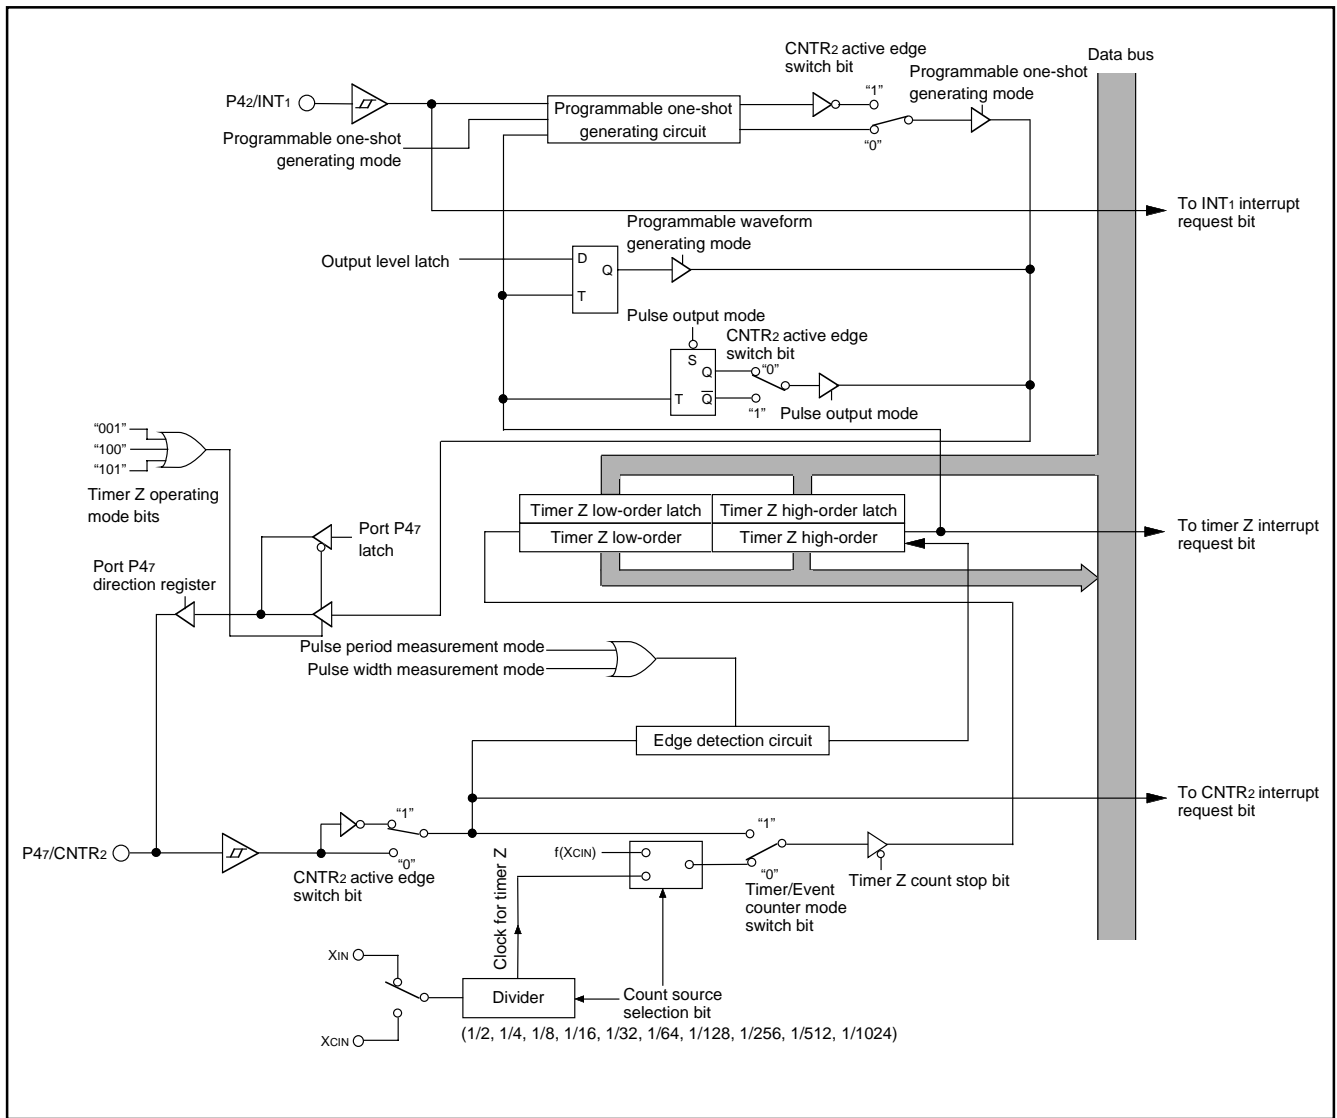 CNTR2 active edge
switch bit
Data bus
Programmable one-shot
generating mode
P42/INT1
"1"
Programmable one-shot
generating circuit
Programmable one-shot
generating mode
"0"
To INT1 interrupt
request bit
Programmable waveform
generating mode
Output level latch
D
Q
T
Pulse output mode
CNTR2 active edge
switch bit
S
Q
"0"
T
Q
"1"
Pulse output mode
"001"
"100"
"101"
Timer Z operating
mode bits
Port P47
latch
Timer Z low-order latch
Timer Z high-order latch
Timer Z low-order
Timer Z high-order
To timer Z interrupt
request bit
Port P47
direction register
Pulse period measurement mode
Pulse width measurement mode
Edge detection circuit
To CNTR2 interrupt
request bit
"1"
"1"
P47/CNTR2
"0"
CNTR2 active edge
switch bit
f(XCIN)
"0"
Timer/Event
counter mode
switch bit
Timer Z count stop bit
Clock for timer Z
XIN
Divider
Count source
selection bit
XCIN
(1/2, 1/4, 1/8, 1/16, 1/32, 1/64, 1/128, 1/256, 1/512, 1/1024)